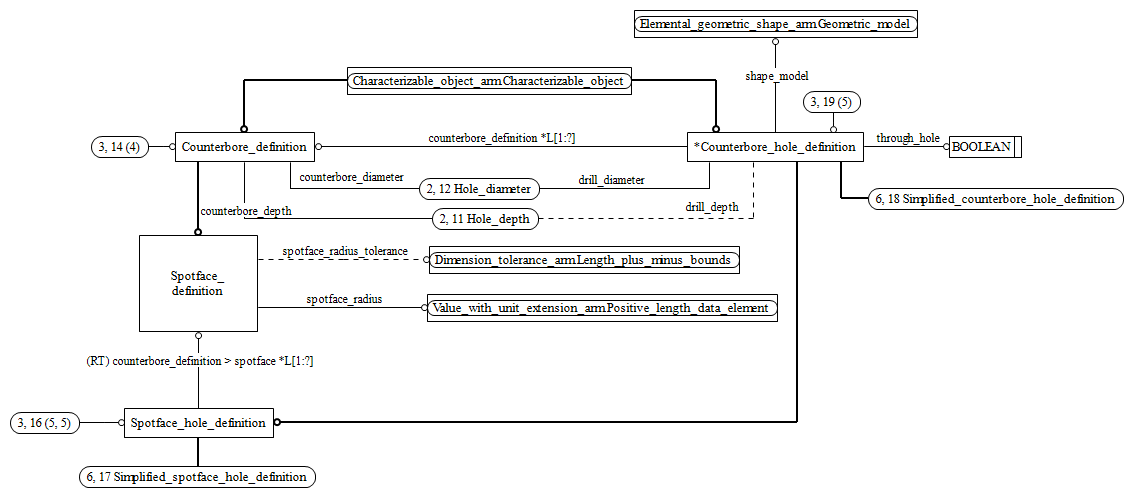 Elemental_geometric_shape_arm.Geometric_model
shape_model
Characterizable_object_arm.Characterizable_object
3, 19 (5)
3, 14 (4)
Counterbore_definition
counterbore_definition *L[1:?]
*Counterbore_hole_definition
through_hole
BOOLEAN
counterbore_diameter
2, 12 Hole_diameter
drill_diameter
6, 18 Simplified_counterbore_hole_definition
counterbore_depth
2, 11 Hole_depth
drill_depth
Spotface_
definition
spotface_radius_tolerance
Dimension_tolerance_arm.Length_plus_minus_bounds
spotface_radius
Value_with_unit_extension_arm.Positive_length_data_element
(RT) counterbore_definition > spotface *L[1:?]
3, 16 (5, 5)
Spotface_hole_definition
6, 17 Simplified_spotface_hole_definition